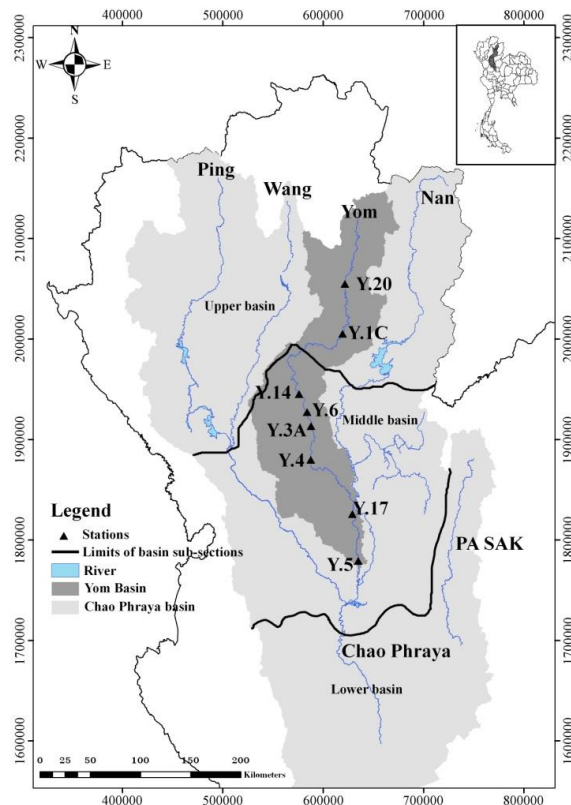 400000 500000 600000 700000 800000
2300000 2300000
N
W E
S
2200000 2200000
Ping
Wang
Yom
Nan
2100000 2100000
Y.20
Upper basin
2000000 2000000
Y.1C
Y.14
Y.6
Middle basin
1900000 1900000
Y.3A
Y.4
Legend
Y.17
Stations
Limits of basin sub-sections
PA SAK
1800000 1800000
River
Y.5
Yom Basin
Chao Phraya basin
1700000 1700000
Chao Phraya
Lower basin
1600000 1600000
0 25 50 100 150 200
Kilometers
400000 500000 600000 700000 800000